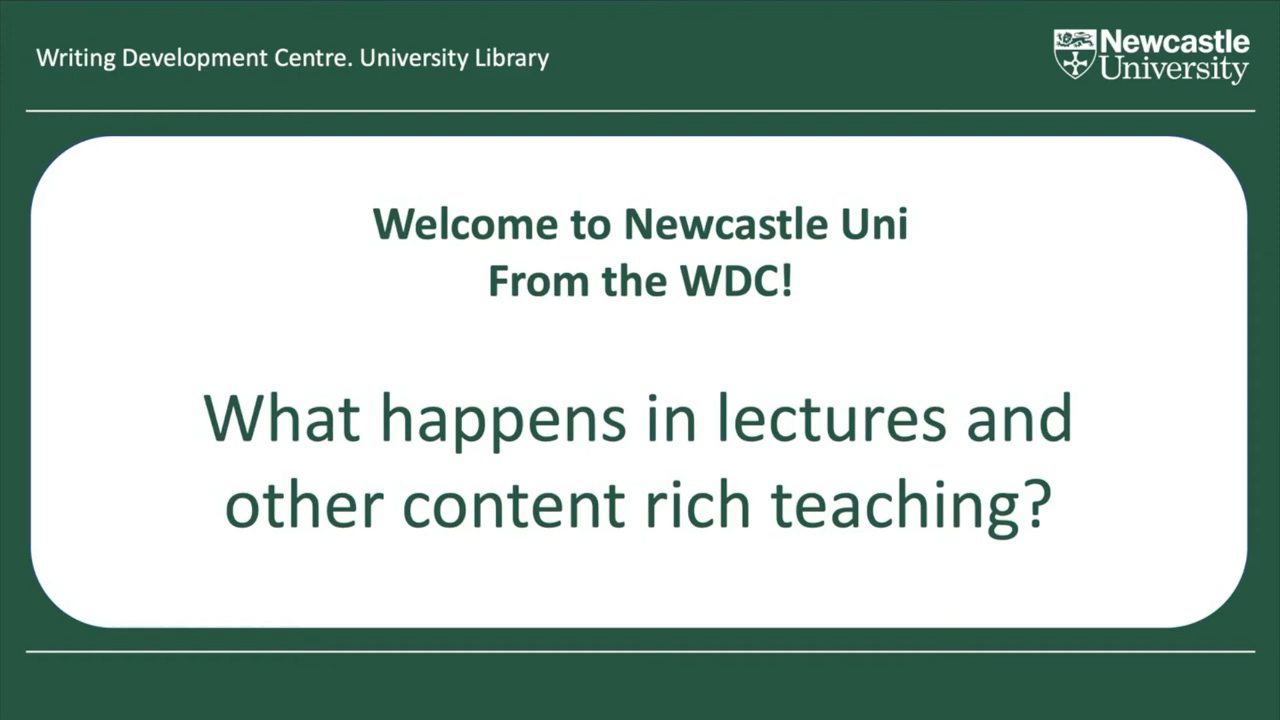 Writing Development Centre. University Library
Newcastle
University
Welcome to Newcastle Uni
From the WDC!
What happens in lectures and
other content rich teaching?